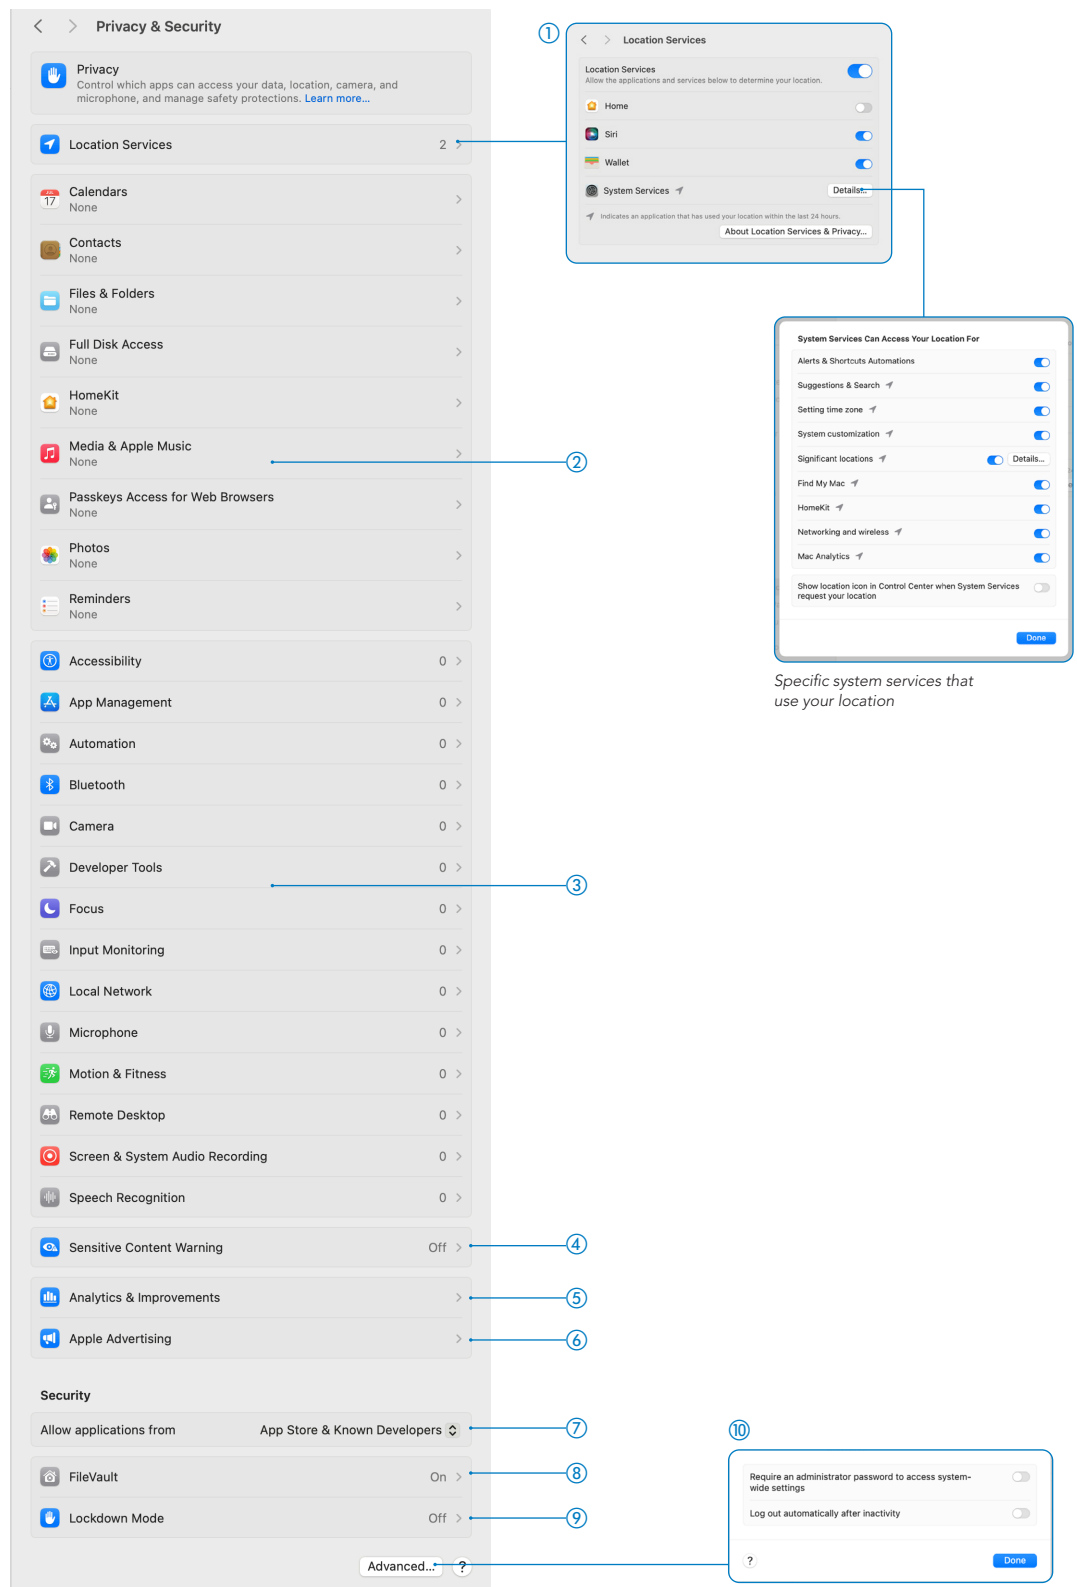 Privacy & Security
Privacy
Control which apps can access your data, location, camera, and
microphone, and manage safety protections. Learn more...
Location Services 2
JUL
17
Calendars
None
Contacts
None
Files & Folders
None
Full Disk Access
None
HomeKit
None
Media & Apple Music
None
Passkeys Access for Web Browsers
None
Photos
None
Reminders
None
Accessibility 0
App Management 0
Automation 0
Bluetooth 0
Camera 0
Developer Tools 0
Focus 0
Input Monitoring 0
Local Network 0
Microphone 0
Motion & Fitness 0
Remote Desktop 0
Screen & System Audio Recording 0
Speech Recognition 0
Sensitive Content Warning Off
Analytics & Improvements
Apple Advertising
Security
Allow applications from App Store & Known Developers
FileVault On
Lockdown Mode Off
Advanced... ?
1
Location Services
Location Services
Allow the applications and services below to determine your location.
Home
Siri
Wallet
System Services Details...
Indicates an application that has used your location within the last 24 hours.
About Location Services & Privacy...
System Services Can Access Your Location For
Alerts & Shortcuts Automations
Suggestions & Search
Setting time zone
System customization
Significant locations Details...
Find My Mac
HomeKit
Networking and wireless
Mac Analytics
Show location icon in Control Center when System Services
request your location
Done
Specific system services that
use your location
2
3
4
5
6
7
8
9
10
Require an administrator password to access system-
wide settings
Log out automatically after inactivity
? Done